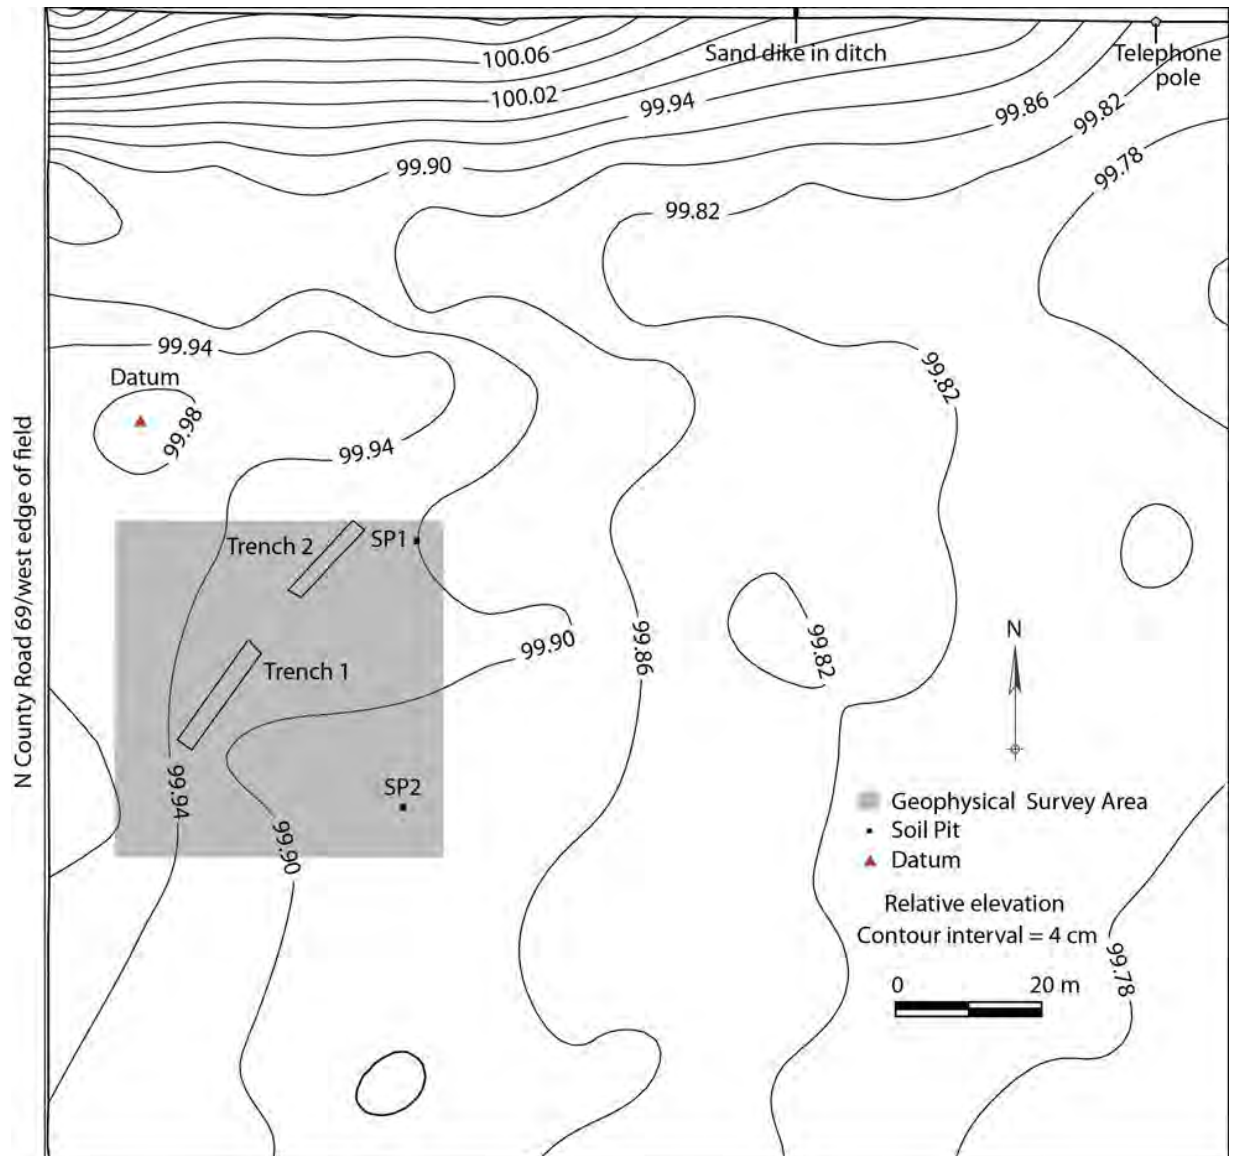 100.06
Sand dike in ditch
Telephone
pole
100.02
99.94
99.86
99.82
99.90
99.78
99.82
99.94
99.82
Datum
99.98
99.94
N County Road 69/west edge of field
Trench 2
SP1
N
99.90
99.86
99.82
Trench 1
99.94
SP2
99.90
Geophysical Survey Area
Soil Pit
Datum
Relative elevation
Contour interval = 4 cm
99.78
0 20 m